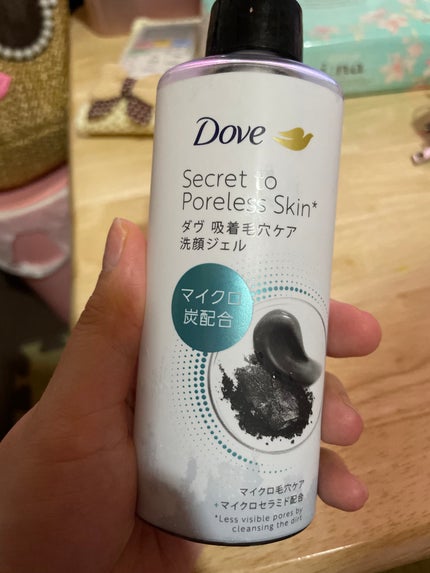 Dove
Secret to
Poreless Skin*
ダヴ 吸着毛穴ケア
洗顔ジェル
マイクロ
炭配合
マイクロ毛穴ケア
+マイクロセラミド配合
*Less visible pores by
cleansing the dirt